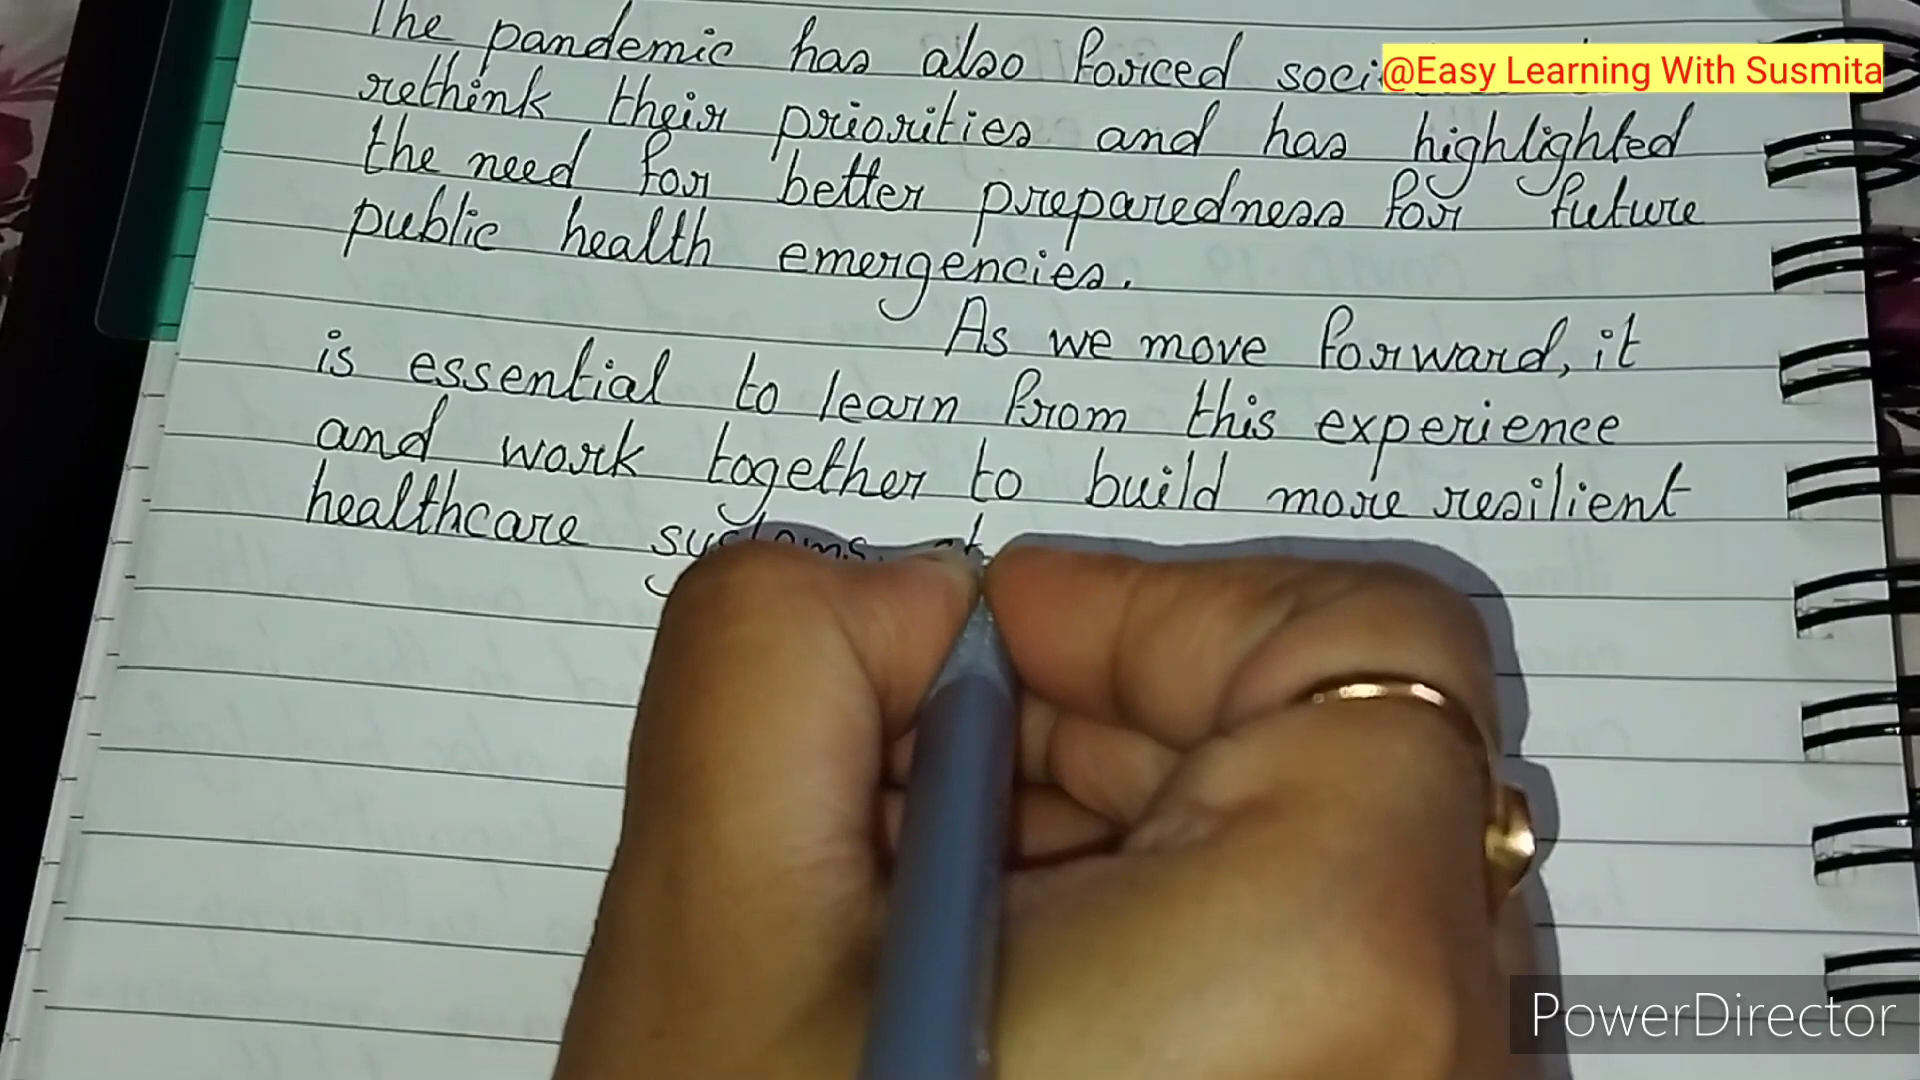 The pandemic has also forced
@Easy Learning With Susmita
rethink their priorities and has highlighted
the need for better preparedness for future
public health emergencies.
As we move forward, it
is essential to learn from this experience
and work together to build more resilient
healthcare
PowerDirector